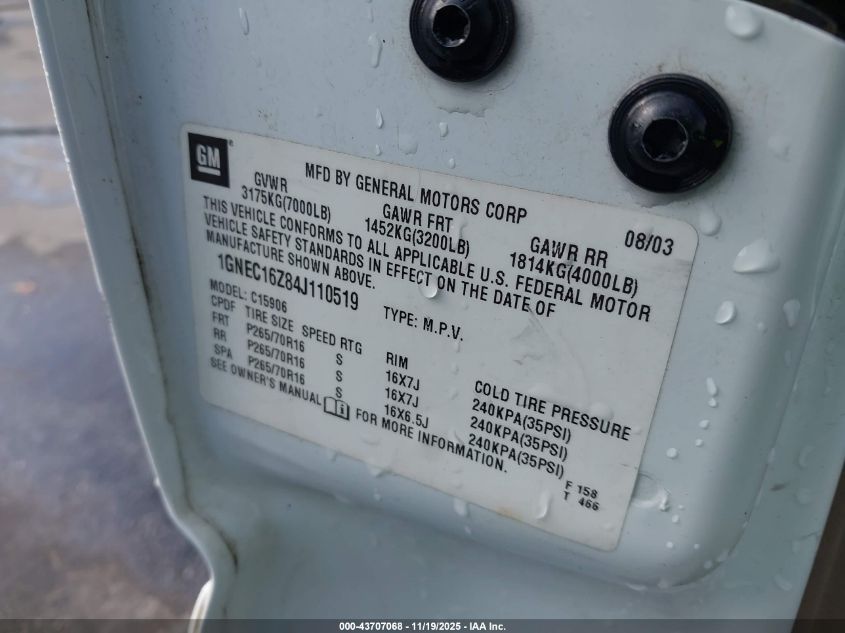 GM
MFD BY GENERAL MOTORS CORP
08/03
GVWR GAWR FRT GAWR RR
3175KG(7000LB) 1452KG(3200LB) 1814KG(4000LB)
THIS VEHICLE CONFORMS TO ALL APPLICABLE U.S. FEDERAL MOTOR
VEHICLE SAFETY STANDARDS IN EFFECT ON THE DATE OF
MANUFACTURE SHOWN ABOVE.
1GNEC16Z84J110519 TYPE: M.P.V.
MODEL: C15906
CPDF TIRE SIZE SPEED RTG RIM COLD TIRE PRESSURE
FRT P265/70R16 S 16X7J 240KPA(35PSI)
RR P265/70R16 S 16X7J 240KPA(35PSI)
SPA P265/70R16 S 16X6.5J 240KPA(35PSI)
SEE OWNER'S MANUAL FOR MORE INFORMATION.
F 158
T 466
000-43707068 - 11/19/2025 - IAA Inc.